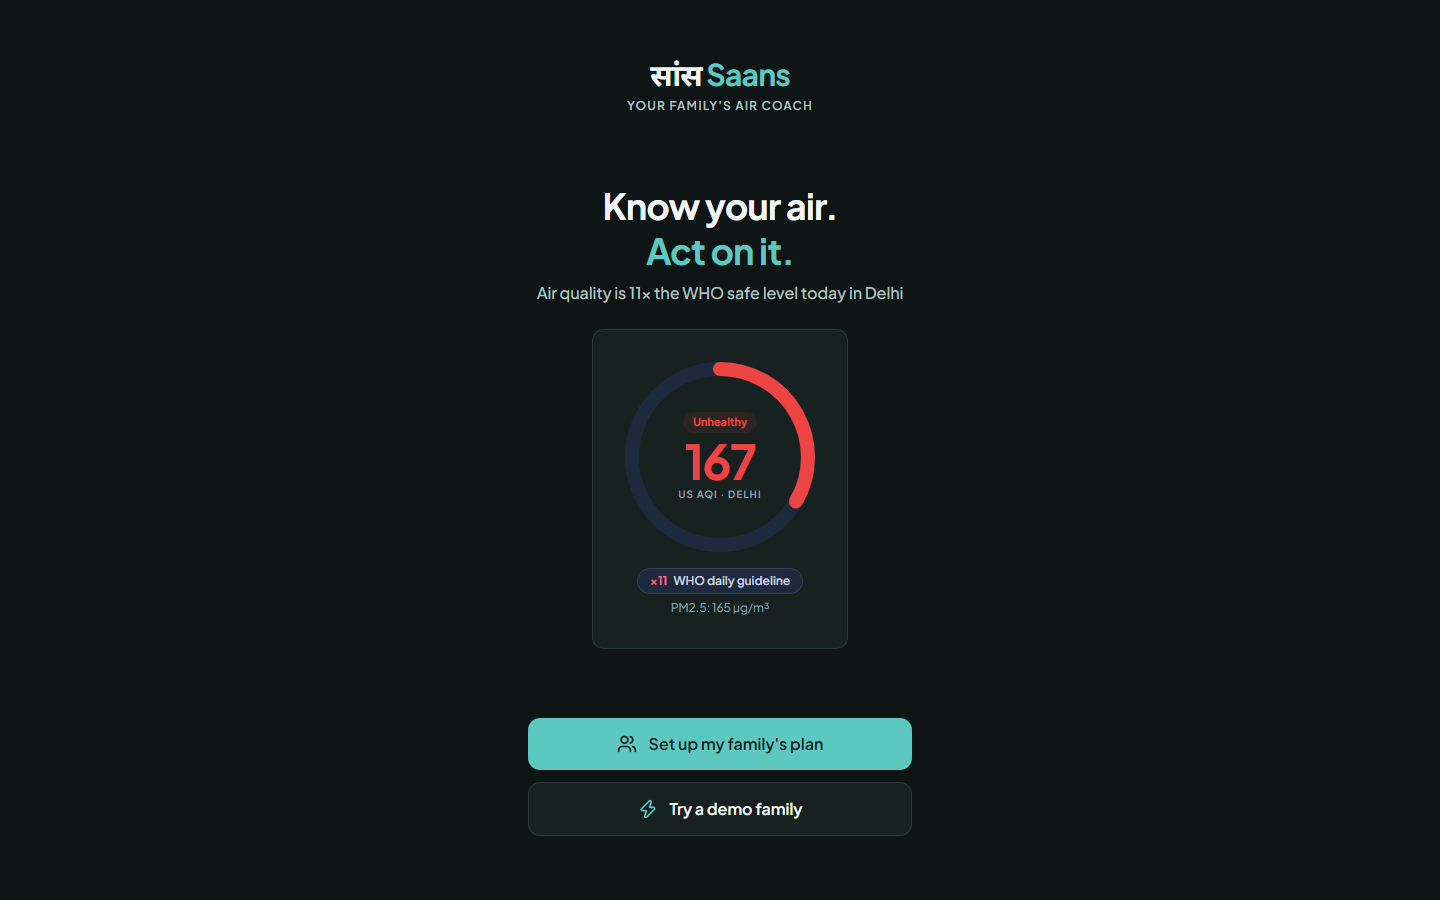 सांस Saans
YOUR FAMILY'S AIR COACH
Know your air.
Act on it.
Air quality is 11× the WHO safe level today in Delhi
Unhealthy
167
US AQI · DELHI
×11 WHO daily guideline
PM2.5: 165 µg/m³
Set up my family's plan
Try a demo family